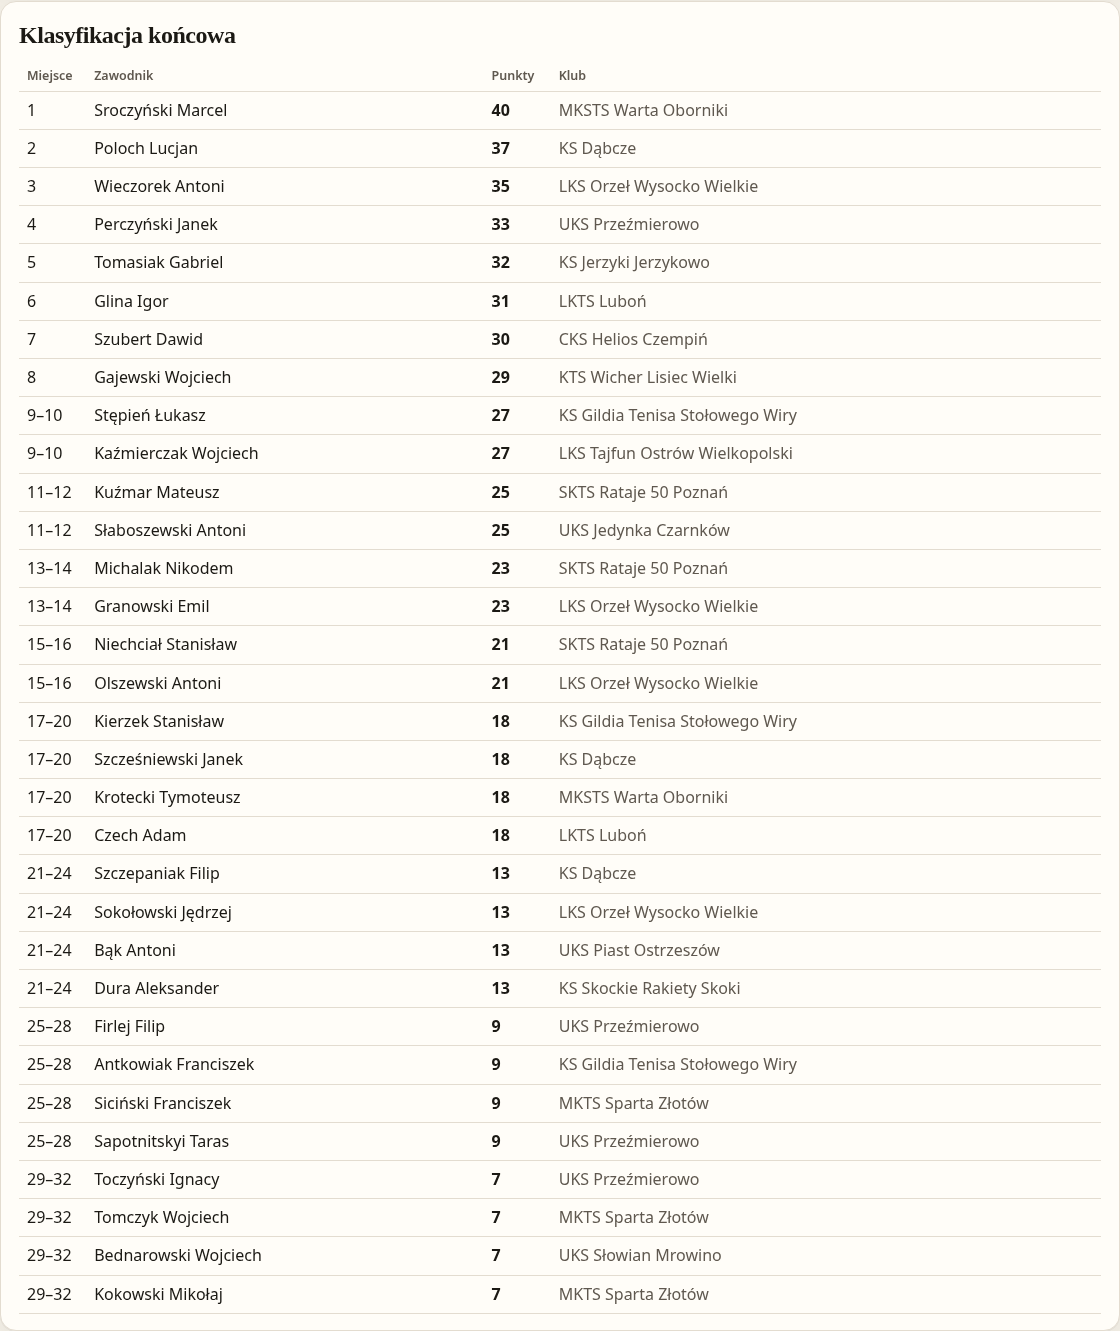 Klasyfikacja końcowa
Miejsce Zawodnik Punkty Klub
1 Sroczyński Marcel 40 MKSTS Warta Oborniki
2 Poloch Lucjan 37 KS Dąbcze
3 Wieczorek Antoni 35 LKS Orzeł Wysocko Wielkie
4 Perczyński Janek 33 UKS Przeźmierowo
5 Tomasiak Gabriel 32 KS Jerzyki Jerzykowo
6 Glina Igor 31 LKTS Luboń
7 Szubert Dawid 30 CKS Helios Czempiń
8 Gajewski Wojciech 29 KTS Wicher Lisiec Wielki
9–10 Stępień Łukasz 27 KS Gildia Tenisa Stołowego Wiry
9–10 Kaźmierczak Wojciech 27 LKS Tajfun Ostrów Wielkopolski
11–12 Kuźmar Mateusz 25 SKTS Rataje 50 Poznań
11–12 Słaboszewski Antoni 25 UKS Jedynka Czarnków
13–14 Michalak Nikodem 23 SKTS Rataje 50 Poznań
13–14 Granowski Emil 23 LKS Orzeł Wysocko Wielkie
15–16 Niechciał Stanisław 21 SKTS Rataje 50 Poznań
15–16 Olszewski Antoni 21 LKS Orzeł Wysocko Wielkie
17–20 Kierzek Stanisław 18 KS Gildia Tenisa Stołowego Wiry
17–20 Szcześniewski Janek 18 KS Dąbcze
17–20 Krotecki Tymoteusz 18 MKSTS Warta Oborniki
17–20 Czech Adam 18 LKTS Luboń
21–24 Szczepaniak Filip 13 KS Dąbcze
21–24 Sokołowski Jędrzej 13 LKS Orzeł Wysocko Wielkie
21–24 Bąk Antoni 13 UKS Piast Ostrzeszów
21–24 Dura Aleksander 13 KS Skockie Rakiety Skoki
25–28 Firlej Filip 9 UKS Przeźmierowo
25–28 Antkowiak Franciszek 9 KS Gildia Tenisa Stołowego Wiry
25–28 Siciński Franciszek 9 MKTS Sparta Złotów
25–28 Sapotnitskyi Taras 9 UKS Przeźmierowo
29–32 Toczyński Ignacy 7 UKS Przeźmierowo
29–32 Tomczyk Wojciech 7 MKTS Sparta Złotów
29–32 Bednarowski Wojciech 7 UKS Słowian Mrowino
29–32 Kokowski Mikołaj 7 MKTS Sparta Złotów